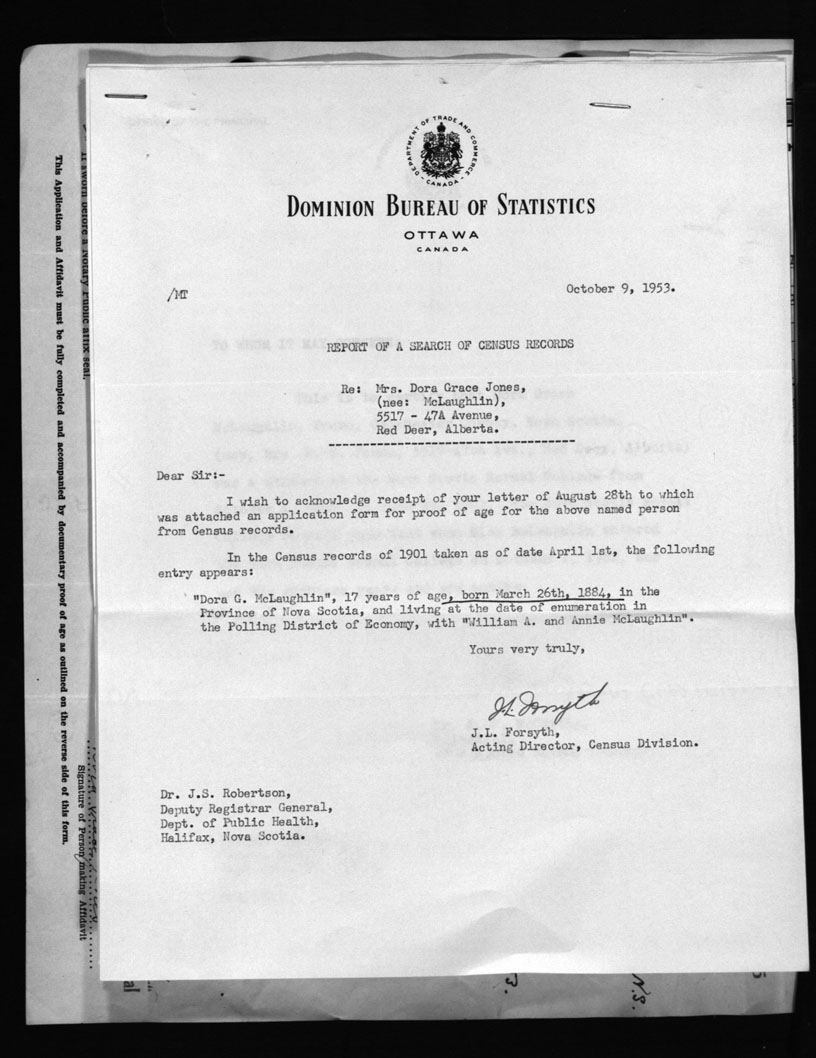 DEPARTMENT OF TRADE AND COMMERCE
- CANADA -
DOMINION BUREAU OF STATISTICS
OTTAWA
CANADA
/MT
October 9, 1953.
REPORT OF A SEARCH OF CENSUS RECORDS
Re: Mrs. Dora Grace Jones,
(nee: McLaughlin),
5517 - 47A Avenue,
Red Deer, Alberta.
Dear Sir:-
I wish to acknowledge receipt of your letter of August 28th to which
was attached an application form for proof of age for the above named person
from Census records.
In the Census records of 1901 taken as of date April 1st, the following
entry appears:
"Dora G. McLaughlin", 17 years of age, born March 26th, 1884, in the
Province of Nova Scotia, and living at the date of enumeration in
the Polling District of Economy, with "William A. and Annie McLaughlin".
Yours very truly,
J.L. Forsyth
J.L. Forsyth,
Acting Director, Census Division.
Dr. J.S. Robertson,
Deputy Registrar General,
Dept. of Public Health,
Halifax, Nova Scotia.
This Application and Affidavit must be fully completed and accompanied by documentary proof of age as outlined on the reverse side of this form.
If sworn before a Notary Public affix seal.
Signature of Person making Affidavit
N.S.